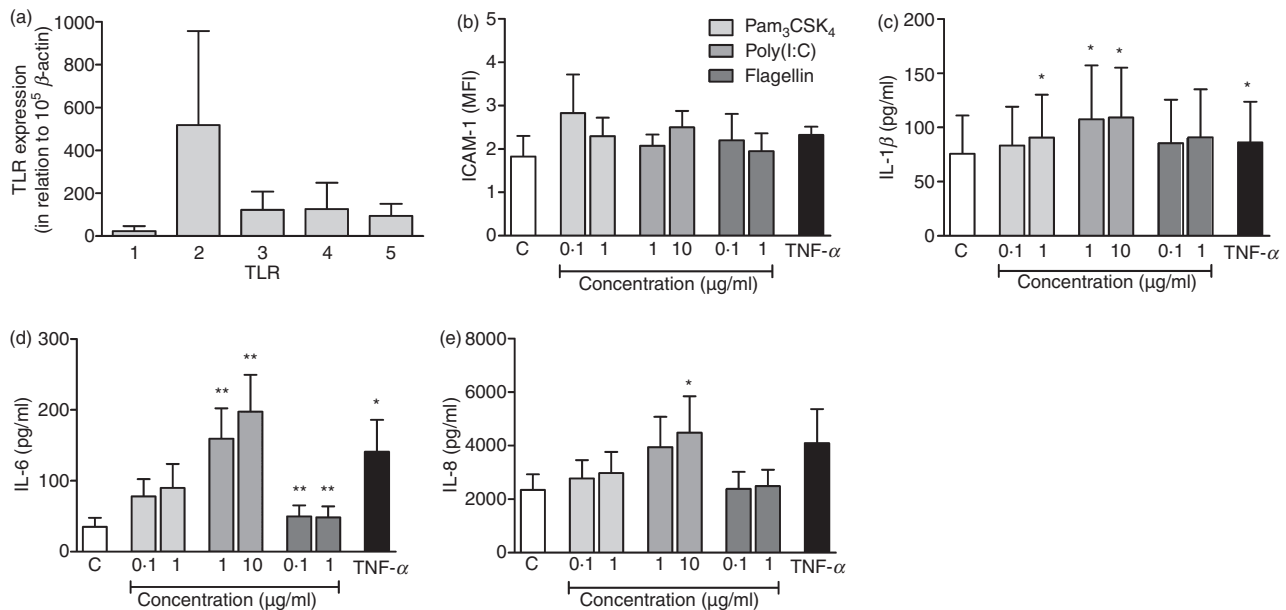 (a)
TLR expression
(in relation to 10⁵ β-actin)
1000
800
600
400
200
0
1 2 3 4 5
TLR
(b)
ICAM-1 (MFI)
5
4
3
2
1
0
Pam₃CSK₄
Poly(I:C)
Flagellin
C 0·1 1 1 10 0·1 1 TNF-α
Concentration (µg/ml)
(c)
IL-1β (pg/ml)
200
150
100
50
0
* * * *
C 0·1 1 1 10 0·1 1 TNF-α
Concentration (µg/ml)
(d)
IL-6 (pg/ml)
300
200
100
0
** ** ** ** *
C 0·1 1 1 10 0·1 1 TNF-α
Concentration (µg/ml)
(e)
IL-8 (pg/ml)
8000
6000
4000
2000
0
*
C 0·1 1 1 10 0·1 1 TNF-α
Concentration (µg/ml)